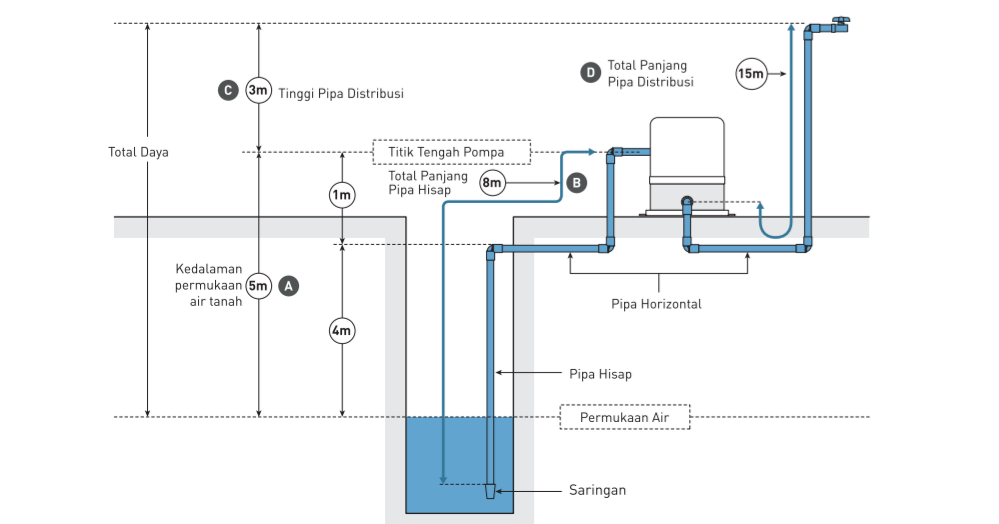 D
Total Panjang
Pipa Distribusi
15m
C
3m
Tinggi Pipa Distribusi
Total Daya
Titik Tengah Pompa
Total Panjang
Pipa Hisap
8m
B
1m
Kedalaman
permukaan
air tanah
5m
A
Pipa Horizontal
4m
Pipa Hisap
Permukaan Air
Saringan